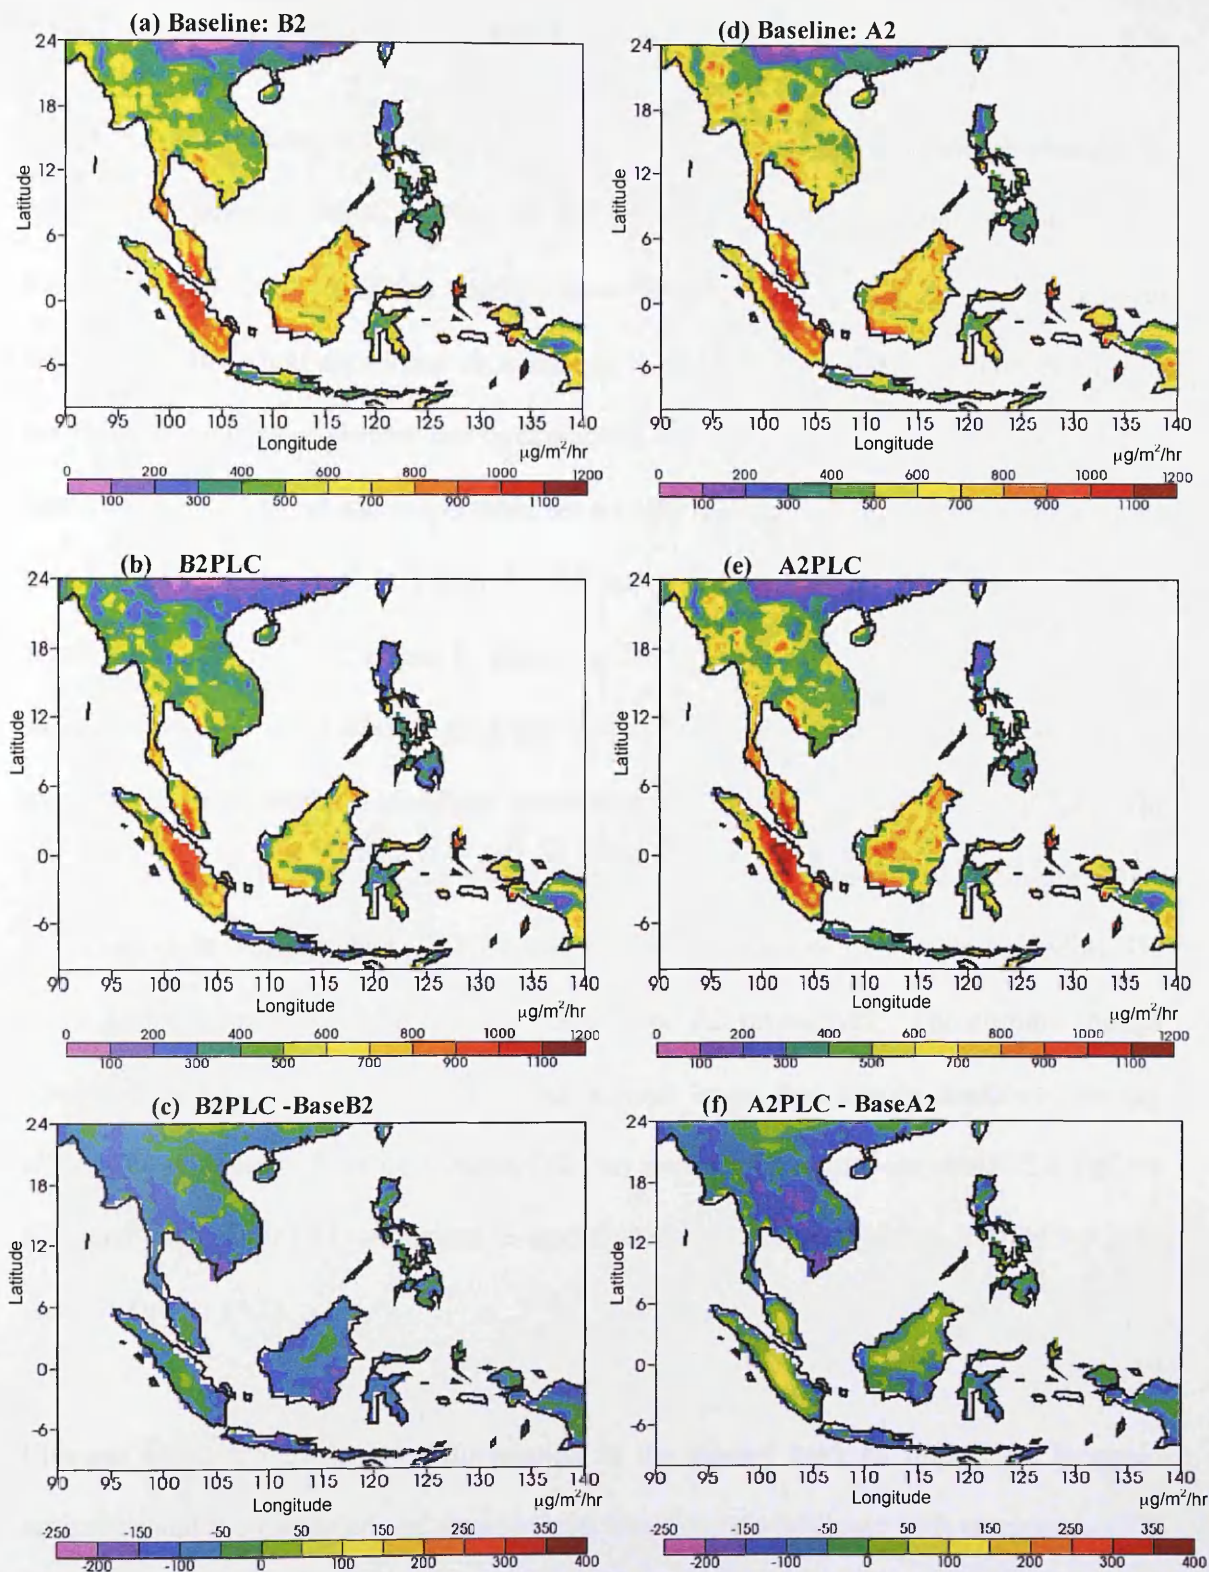 (a) Baseline: B2
24
18
12
6
0
-6
Latitude
90 95 100 105 110 115 120 125 130 135 140
Longitude
µg/m²/hr
0 200 400 600 800 1000 1200
100 300 500 700 900 1100
(d) Baseline: A2
24
18
12
6
0
-6
Latitude
90 95 100 105 110 115 120 125 130 135 140
Longitude
µg/m²/hr
0 200 400 600 800 1000 1200
100 300 500 700 900 1100
(b) B2PLC
24
18
12
6
0
-6
Latitude
90 95 100 105 110 115 120 125 130 135 140
Longitude
µg/m²/hr
0 200 400 600 800 1000 1200
100 300 500 700 900 1100
(e) A2PLC
24
18
12
6
0
-6
Latitude
90 95 100 105 110 115 120 125 130 135 140
Longitude
µg/m²/hr
0 200 400 600 800 1000 1200
100 300 500 700 900 1100
(c) B2PLC -BaseB2
24
18
12
6
0
-6
Latitude
90 95 100 105 110 115 120 125 130 135 140
Longitude
µg/m²/hr
-250 -150 -50 50 150 250 350
-200 -100 0 100 200 300 400
(f) A2PLC - BaseA2
24
18
12
6
0
-6
Latitude
90 95 100 105 110 115 120 125 130 135 140
Longitude
µg/m²/hr
-250 -150 -50 50 150 250 350
-200 -100 0 100 200 300 400